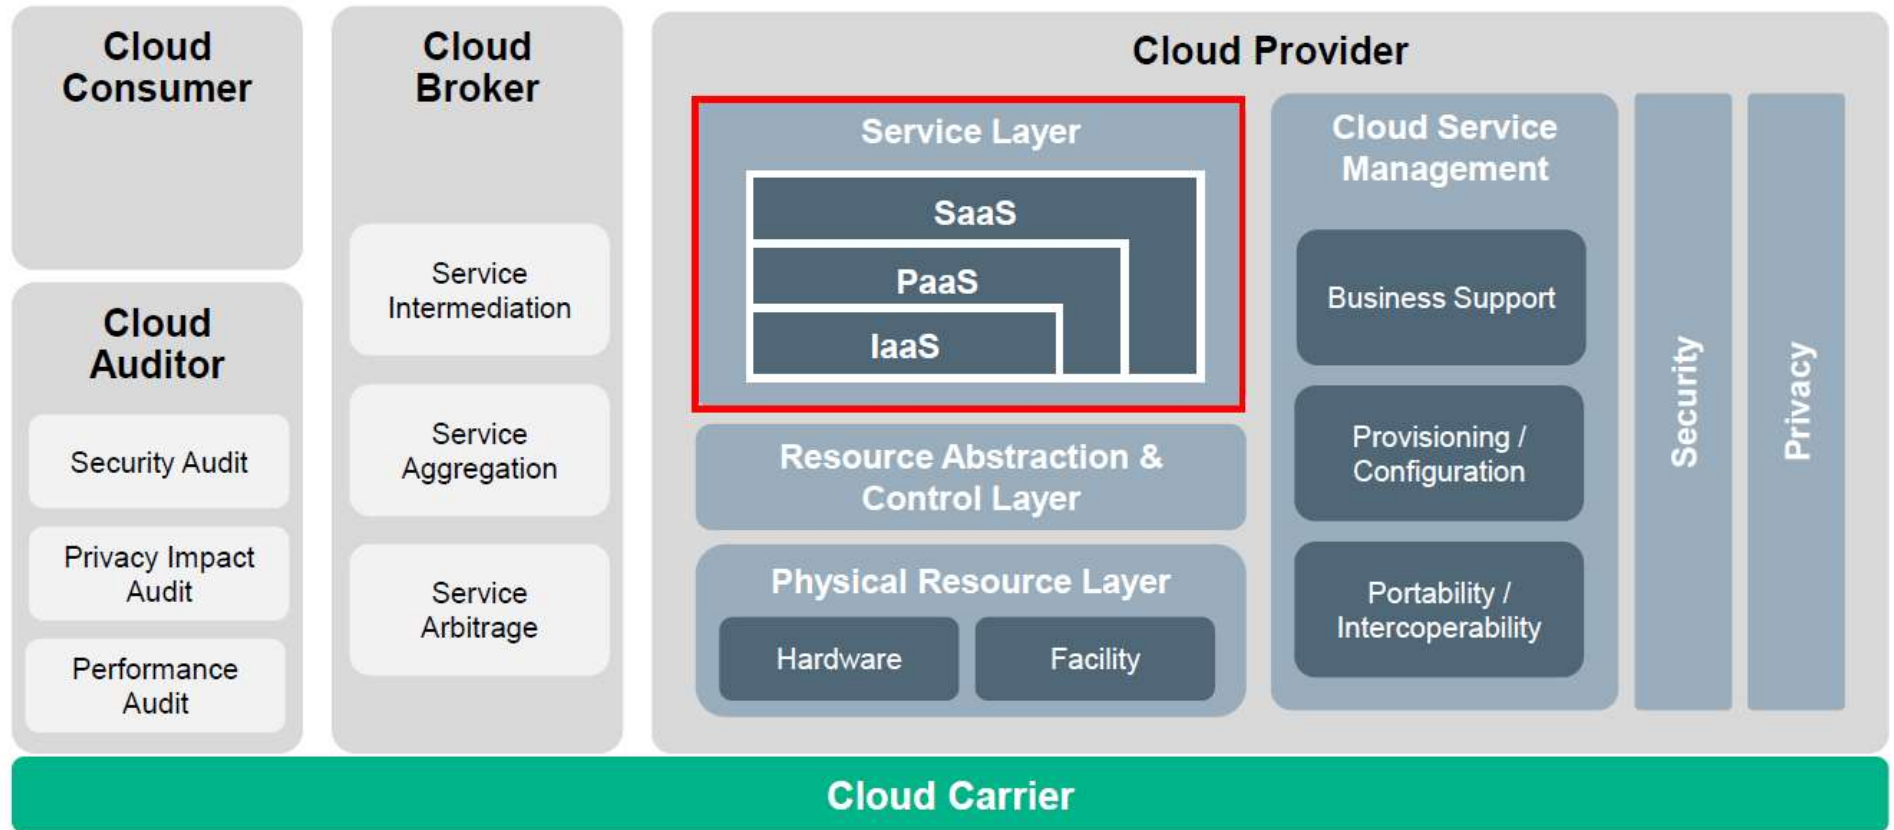 Cloud
Consumer
Cloud
Auditor
Security Audit
Privacy Impact
Audit
Performance
Audit
Cloud
Broker
Service
Intermediation
Service
Aggregation
Service
Arbitrage
Cloud Provider
Service Layer
SaaS
PaaS
IaaS
Resource Abstraction &
Control Layer
Physical Resource Layer
Hardware
Facility
Cloud Service
Management
Business Support
Provisioning /
Configuration
Portability /
Intercoperability
Security
Privacy
Cloud Carrier